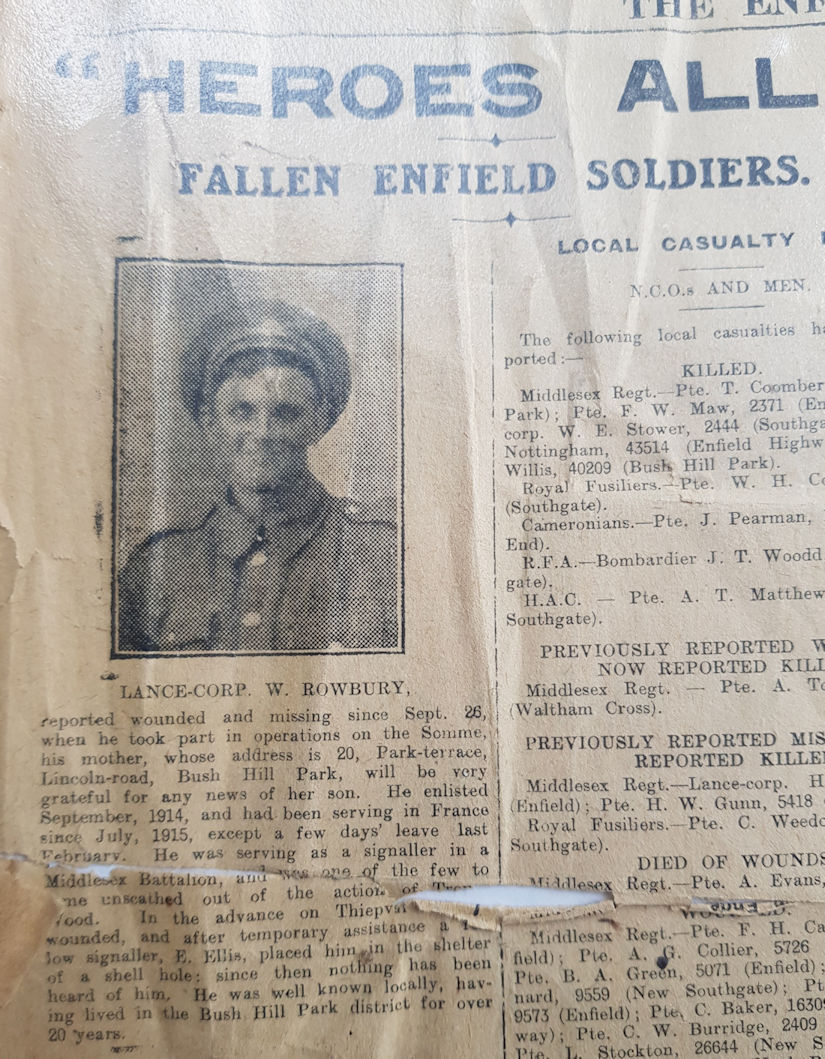 THE ENF
"HEROES ALL
FALLEN ENFIELD SOLDIERS.
LANCE-CORP. W. ROWBURY,
reported wounded and missing since Sept. 26,
when he took part in operations on the Somme,
his mother, whose address is 20, Park-terrace,
Lincoln-road, Bush Hill Park, will be very
grateful for any news of her son. He enlisted
September, 1914, and had been serving in France
since July, 1915, except a few days' leave last
February. He was serving as a signaller in a
Middlesex Battalion, and was one of the few to
me unscathed out of the action of
ood. In the advance on Thiepval
wounded, and after temporary assistance a
low signaller, E. Ellis, placed him in the shelter
of a shell hole; since then nothing has been
heard of him. He was well known locally, hav-
ing lived in the Bush Hill Park district for over
20 years.
LOCAL CASUALTY
N.C.O.s AND MEN.
The following local casualties ha
ported:—
KILLED.
Middlesex Regt.—Pte. T. Coomber
Park); Pte. F. W. Maw, 2371 (En
corp. W. E. Stower, 2444 (Southga
Nottingham, 43514 (Enfield Highw
Willis, 40209 (Bush Hill Park).
Royal Fusiliers.—Pte. W. H. Co
(Southgate).
Cameronians.—Pte. J. Pearman,
End).
R.F.A.—Bombardier J. T. Woodd
gate).
H.A.C. — Pte. A. T. Matthew
Southgate).
PREVIOUSLY REPORTED W
NOW REPORTED KILL
Middlesex Regt. — Pte. A. To
(Waltham Cross).
PREVIOUSLY REPORTED MIS
REPORTED KILLE
Middlesex Regt.—Lance-corp. H
(Enfield); Pte. H. W. Gunn, 5418
Royal Fusiliers.—Pte. C. Weedo
Southgate).
DIED OF WOUNDS
Middlesex Regt.—Pte. A. Evans,
Middlesex Regt.—Pte. F. H. Ca
field); Pte. A. G. Collier, 5726
Pte. B. A. Green, 5071 (Enfield);
nard, 9559 (New Southgate); Pt
9573 (Enfield); Pte. C. Baker, 16309
way); Pte. C. W. Burridge, 2409
Pte. L. Stockton, 26644 (New S